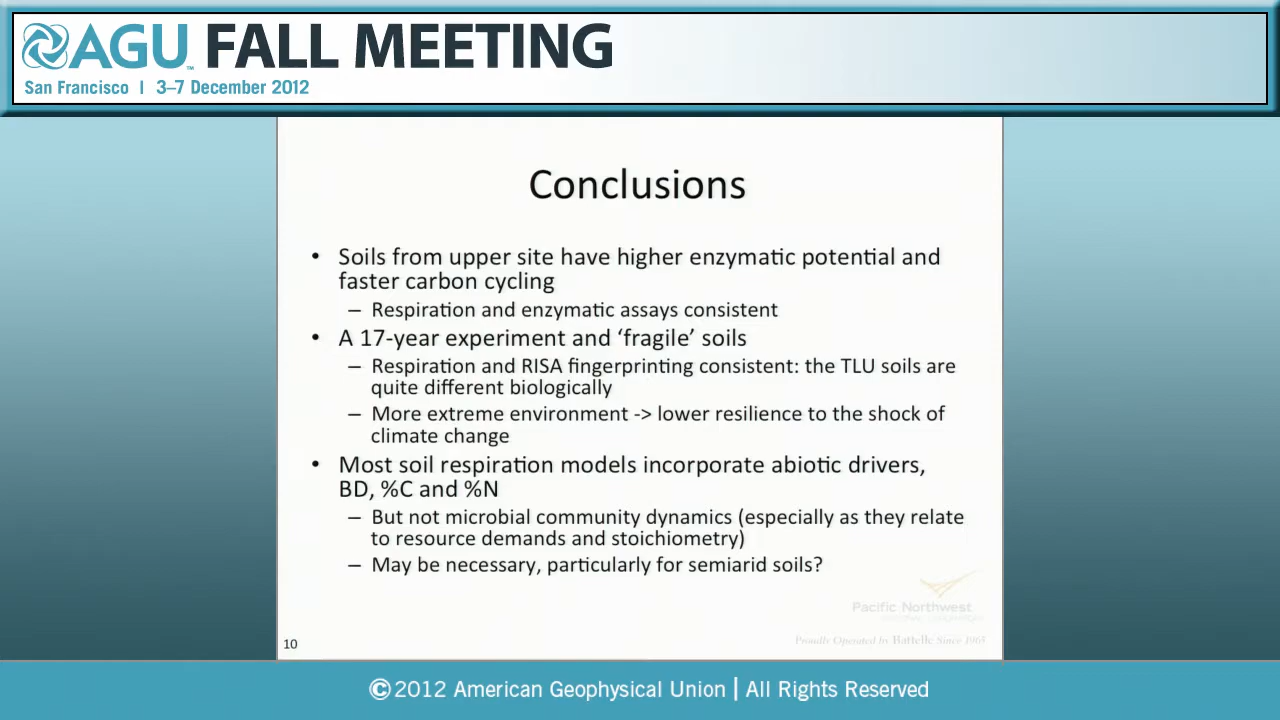 AGU™ FALL MEETING
San Francisco | 3–7 December 2012
Conclusions
• Soils from upper site have higher enzymatic potential and
faster carbon cycling
– Respiration and enzymatic assays consistent
• A 17-year experiment and ‘fragile’ soils
– Respiration and RISA fingerprinting consistent: the TLU soils are
quite different biologically
– More extreme environment -> lower resilience to the shock of
climate change
• Most soil respiration models incorporate abiotic drivers,
BD, %C and %N
– But not microbial community dynamics (especially as they relate
to resource demands and stoichiometry)
– May be necessary, particularly for semiarid soils?
Pacific Northwest
Proudly Operated by Battelle Since 1965
10
©2012 American Geophysical Union | All Rights Reserved